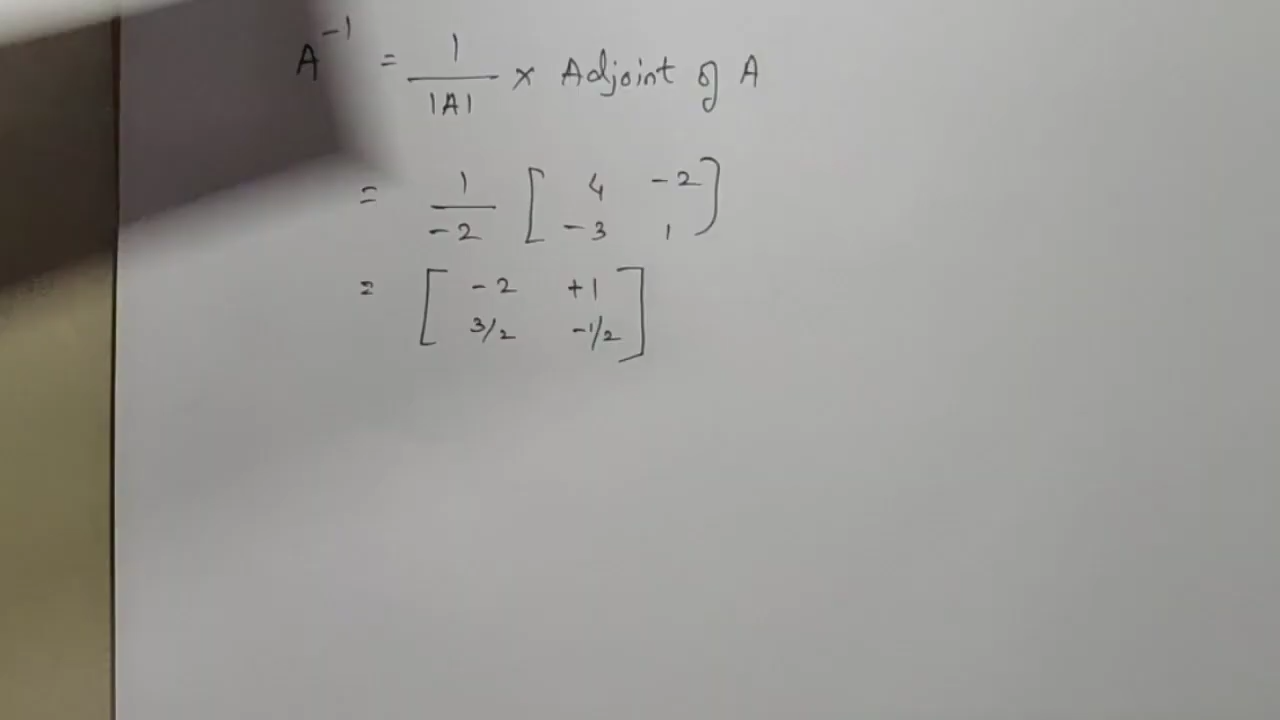 A⁻¹ = 1/|A| × Adjoint of A
= 1/-2 [ 4 -2
-3 1 ]
= [ -2 +1
3/2 -1/2 ]